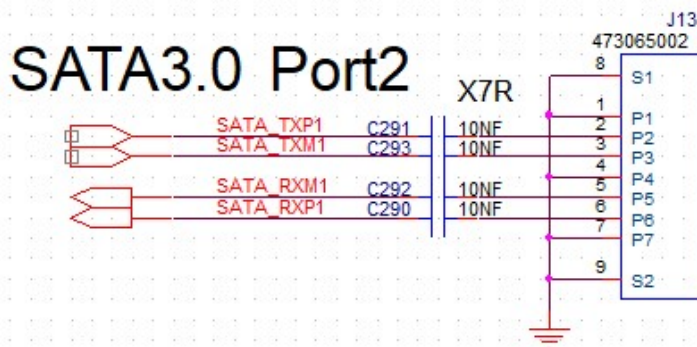 J13
473065002
SATA3.0 Port2
X7R
8 S1
1 P1
SATA_TXP1 C291 10NF 2 P2
SATA_TXM1 C293 10NF 3 P3
4 P4
SATA_RXM1 C292 10NF 5 P5
SATA_RXP1 C290 10NF 6 P6
7 P7
9 S2